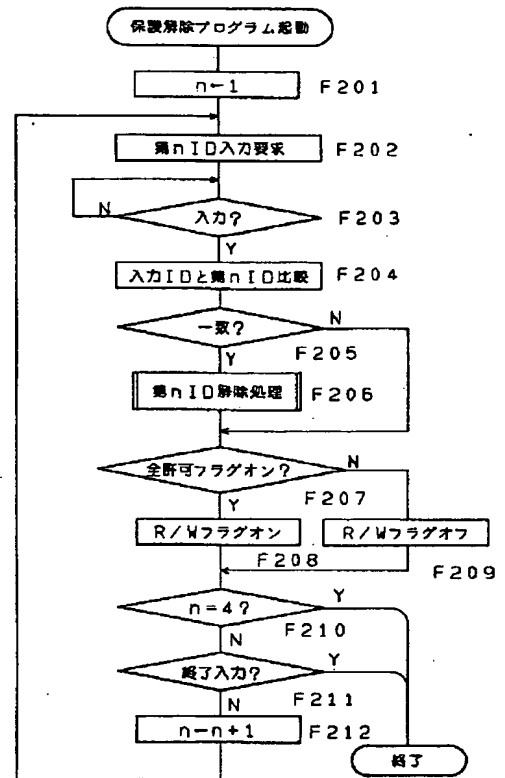 保護解除プログラム起動
n←1 F201
第nID入力要求 F202
N
入力? F203
Y
入力IDと第nID比較 F204
一致? N
F205
Y
第nID解除処理 F206
全許可フラグオン? N
F207
Y
R/Wフラグオン R/Wフラグオフ
F208 F209
n=4? Y
F210
N
終了入力? Y
F211
N
n←n+1 F212
終了